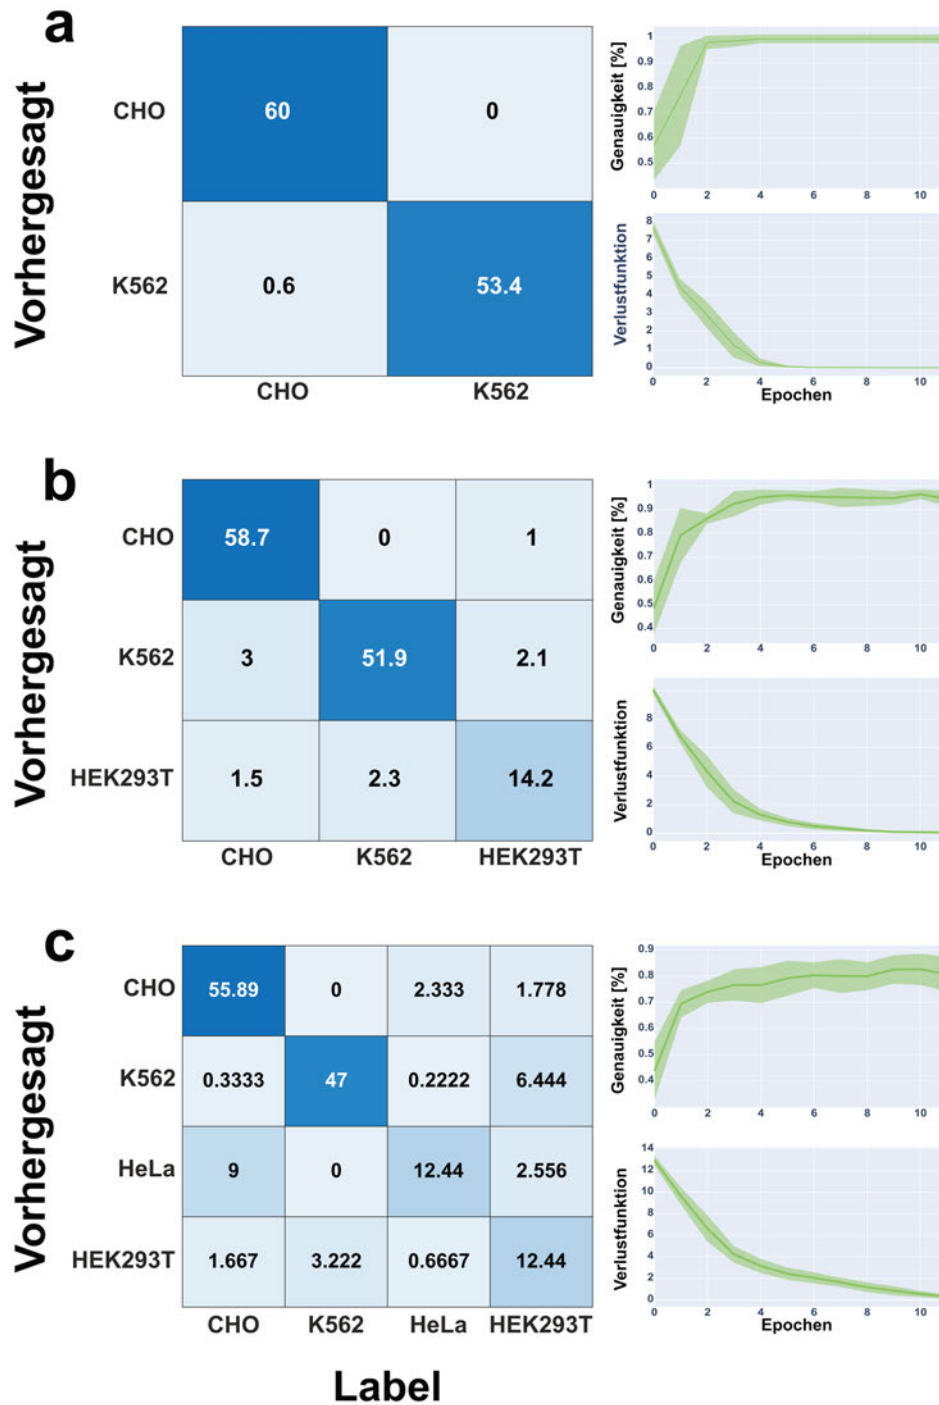 a
Vorhergesagt
CHO
60
0
K562
0.6
53.4
CHO
K562
Genauigkeit [%]
1
0.9
0.8
0.7
0.6
0.5
0 2 4 6 8 10
Verlustfunktion
8
7
6
5
4
3
2
1
0
0 2 4 6 8 10
Epochen
b
Vorhergesagt
CHO
58.7
0
1
K562
3
51.9
2.1
HEK293T
1.5
2.3
14.2
CHO
K562
HEK293T
Genauigkeit [%]
1
0.9
0.8
0.7
0.6
0.5
0.4
0 2 4 6 8 10
Verlustfunktion
8
6
4
2
0
0 2 4 6 8 10
Epochen
c
Vorhergesagt
CHO
55.89
0
2.333
1.778
K562
0.3333
47
0.2222
6.444
HeLa
9
0
12.44
2.556
HEK293T
1.667
3.222
0.6667
12.44
CHO
K562
HeLa
HEK293T
Genauigkeit [%]
0.9
0.8
0.7
0.6
0.5
0.4
0 2 4 6 8 10
Verlustfunktion
14
12
10
8
6
4
2
0
0 2 4 6 8 10
Epochen
Label